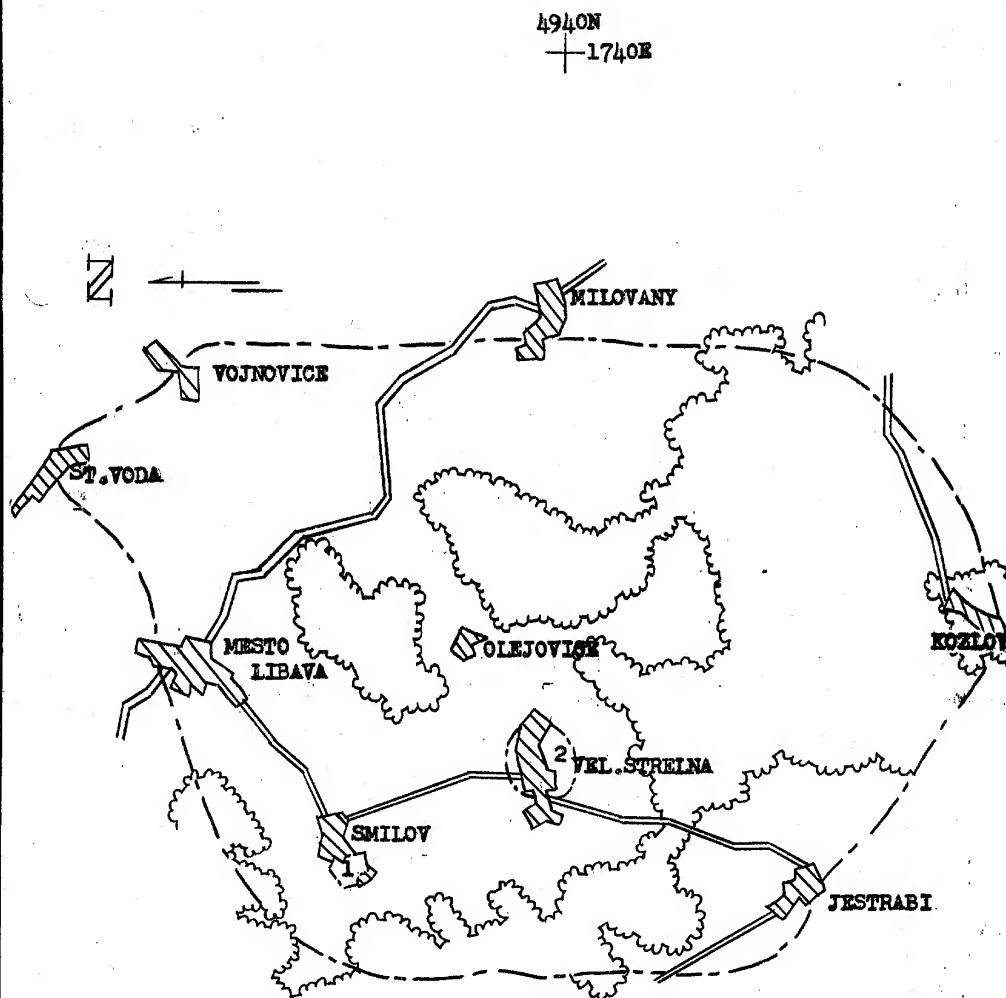 4940N
1740E
N
MILOVANY
VOJNOVICE
ST.VODA
MESTO
LIBAVA
OLEJOVICE
KOZLOV
2
VEL.STRELNA
SMILOV
1
JESTRABI